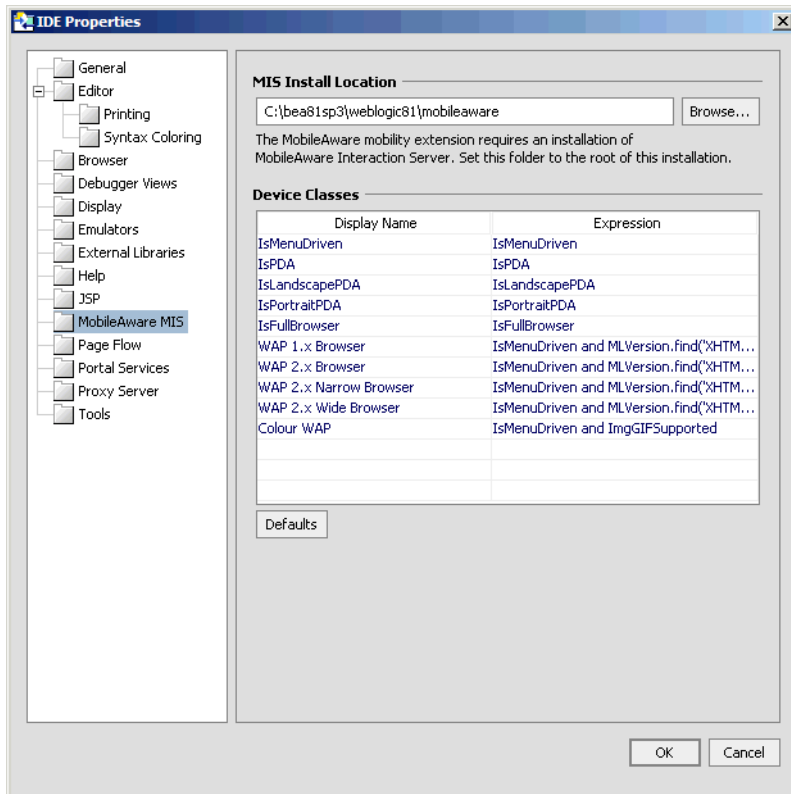 IDE Properties
General
Editor
Printing
Syntax Coloring
Browser
Debugger Views
Display
Emulators
External Libraries
Help
JSP
MobileAware MIS
Page Flow
Portal Services
Proxy Server
Tools
MIS Install Location
C:\bea81sp3\weblogic81\mobileaware Browse...
The MobileAware mobility extension requires an installation of
MobileAware Interaction Server. Set this folder to the root of this installation.
Device Classes
Display Name Expression
IsMenuDriven IsMenuDriven
IsPDA IsPDA
IsLandscapePDA IsLandscapePDA
IsPortraitPDA IsPortraitPDA
IsFullBrowser IsFullBrowser
WAP 1.x Browser IsMenuDriven and MLVersion.find('XHTM...
WAP 2.x Browser IsMenuDriven and MLVersion.find('XHTM...
WAP 2.x Narrow Browser IsMenuDriven and MLVersion.find('XHTM...
WAP 2.x Wide Browser IsMenuDriven and MLVersion.find('XHTM...
Colour WAP IsMenuDriven and ImgGIFSupported
Defaults
OK Cancel